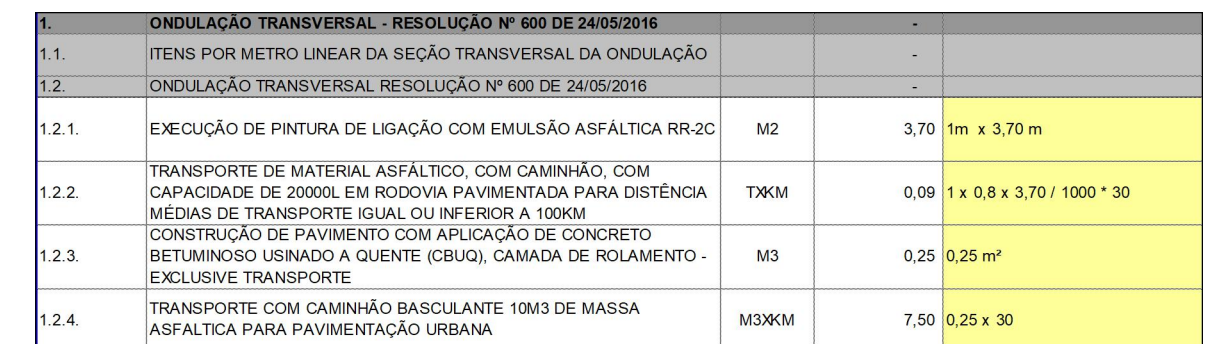 1. ONDULAÇÃO TRANSVERSAL - RESOLUÇÃO Nº 600 DE 24/05/2016 -
1.1. ITENS POR METRO LINEAR DA SEÇÃO TRANSVERSAL DA ONDULAÇÃO -
1.2. ONDULAÇÃO TRANSVERSAL RESOLUÇÃO Nº 600 DE 24/05/2016 -
1.2.1. EXECUÇÃO DE PINTURA DE LIGAÇÃO COM EMULSÃO ASFÁLTICA RR-2C M2 3,70 1m x 3,70 m
TRANSPORTE DE MATERIAL ASFÁLTICO, COM CAMINHÃO, COM
1.2.2. CAPACIDADE DE 20000L EM RODOVIA PAVIMENTADA PARA DISTÊNCIA TXKM 0,09 1 x 0,8 x 3,70 / 1000 * 30
MÉDIAS DE TRANSPORTE IGUAL OU INFERIOR A 100KM
CONSTRUÇÃO DE PAVIMENTO COM APLICAÇÃO DE CONCRETO
1.2.3. BETUMINOSO USINADO A QUENTE (CBUQ), CAMADA DE ROLAMENTO - M3 0,25 0,25 m²
EXCLUSIVE TRANSPORTE
TRANSPORTE COM CAMINHÃO BASCULANTE 10M3 DE MASSA
1.2.4. ASFALTICA PARA PAVIMENTAÇÃO URBANA M3XKM 7,50 0,25 x 30